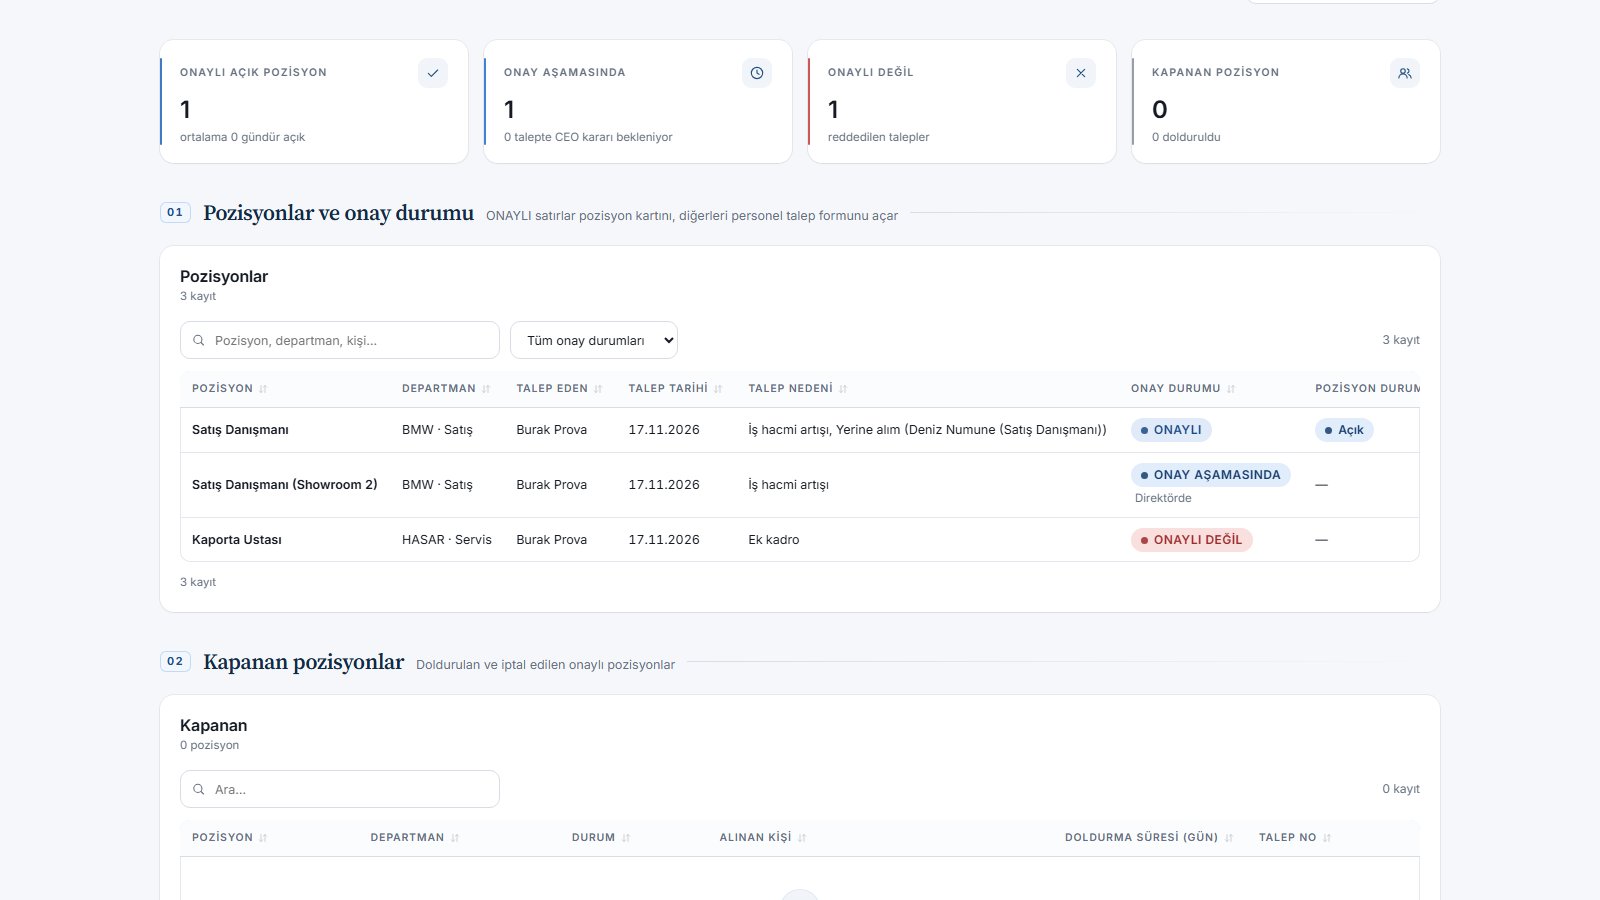 ONAYLI AÇIK POZİSYON
1
ortalama 0 gündür açık
ONAY AŞAMASINDA
1
0 talepte CEO kararı bekleniyor
ONAYLI DEĞİL
1
reddedilen talepler
KAPANAN POZİSYON
0
0 dolduruldu
01 Pozisyonlar ve onay durumu ONAYLI satırlar pozisyon kartını, diğerleri personel talep formunu açar
Pozisyonlar
3 kayıt
Pozisyon, departman, kişi... Tüm onay durumları 3 kayıt
POZİSYON DEPARTMAN TALEP EDEN TALEP TARİHİ TALEP NEDENİ ONAY DURUMU POZİSYON DURUM
Satış Danışmanı BMW · Satış Burak Prova 17.11.2026 İş hacmi artışı, Yerine alım (Deniz Numune (Satış Danışmanı)) ONAYLI Açık
Satış Danışmanı (Showroom 2) BMW · Satış Burak Prova 17.11.2026 İş hacmi artışı ONAY AŞAMASINDA —
Direktörde
Kaporta Ustası HASAR · Servis Burak Prova 17.11.2026 Ek kadro ONAYLI DEĞİL —
3 kayıt
02 Kapanan pozisyonlar Doldurulan ve iptal edilen onaylı pozisyonlar
Kapanan
0 pozisyon
Ara... 0 kayıt
POZİSYON DEPARTMAN DURUM ALINAN KİŞİ DOLDURMA SÜRESİ (GÜN) TALEP NO